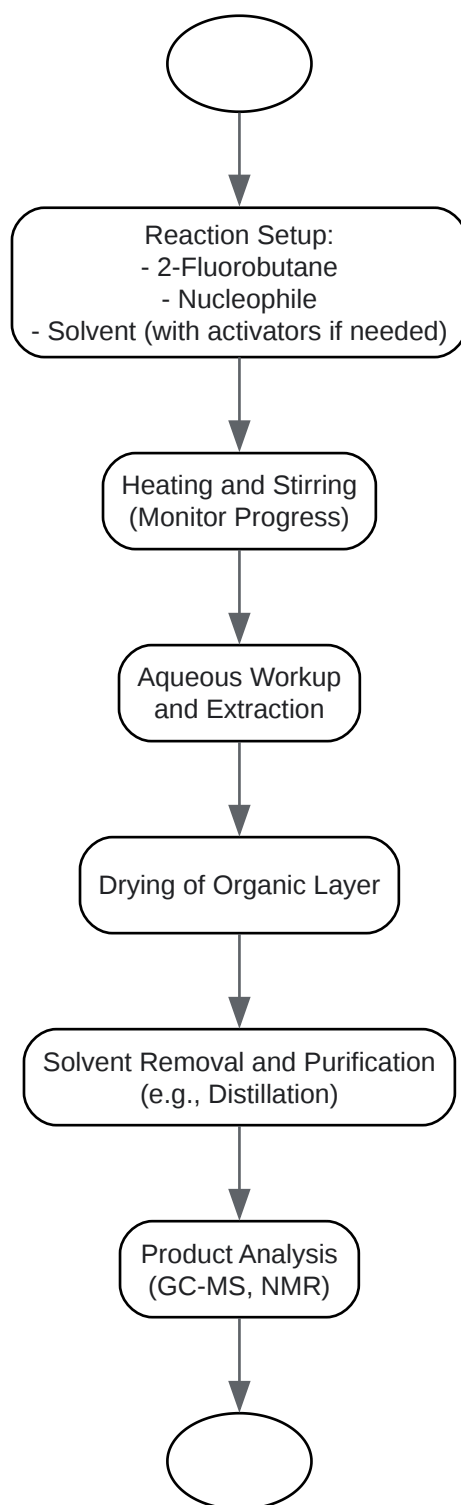 Reaction Setup:
- 2-Fluorobutane
- Nucleophile
- Solvent (with activators if needed)
Heating and Stirring
(Monitor Progress)
Aqueous Workup
and Extraction
Drying of Organic Layer
Solvent Removal and Purification
(e.g., Distillation)
Product Analysis
(GC-MS, NMR)